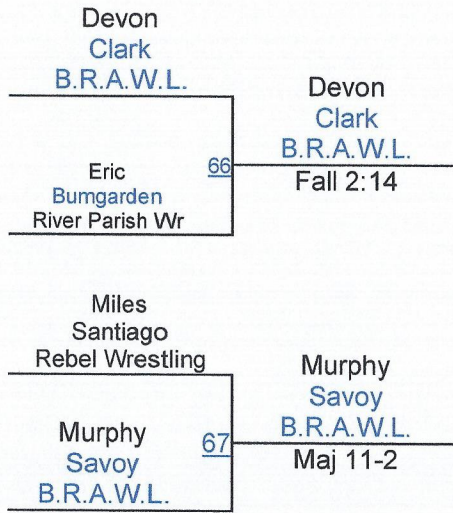 Devon
Clark
B.R.A.W.L.
Devon
Clark
B.R.A.W.L.
66
Fall 2:14
Eric
Bumgarden
River Parish Wr
Miles
Santiago
Rebel Wrestling
Murphy
Savoy
B.R.A.W.L.
67
Maj 11-2
Murphy
Savoy
B.R.A.W.L.